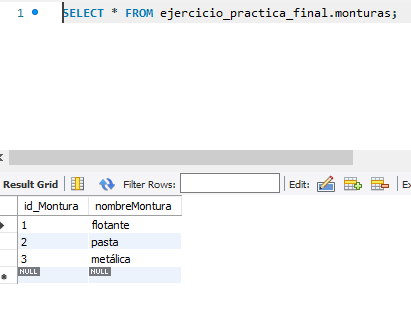 1 SELECT * FROM ejercicio_practica_final.monturas;
Result Grid Filter Rows: Edit:
id_Montura nombreMontura
1 flotante
2 pasta
3 metálica
NULL NULL